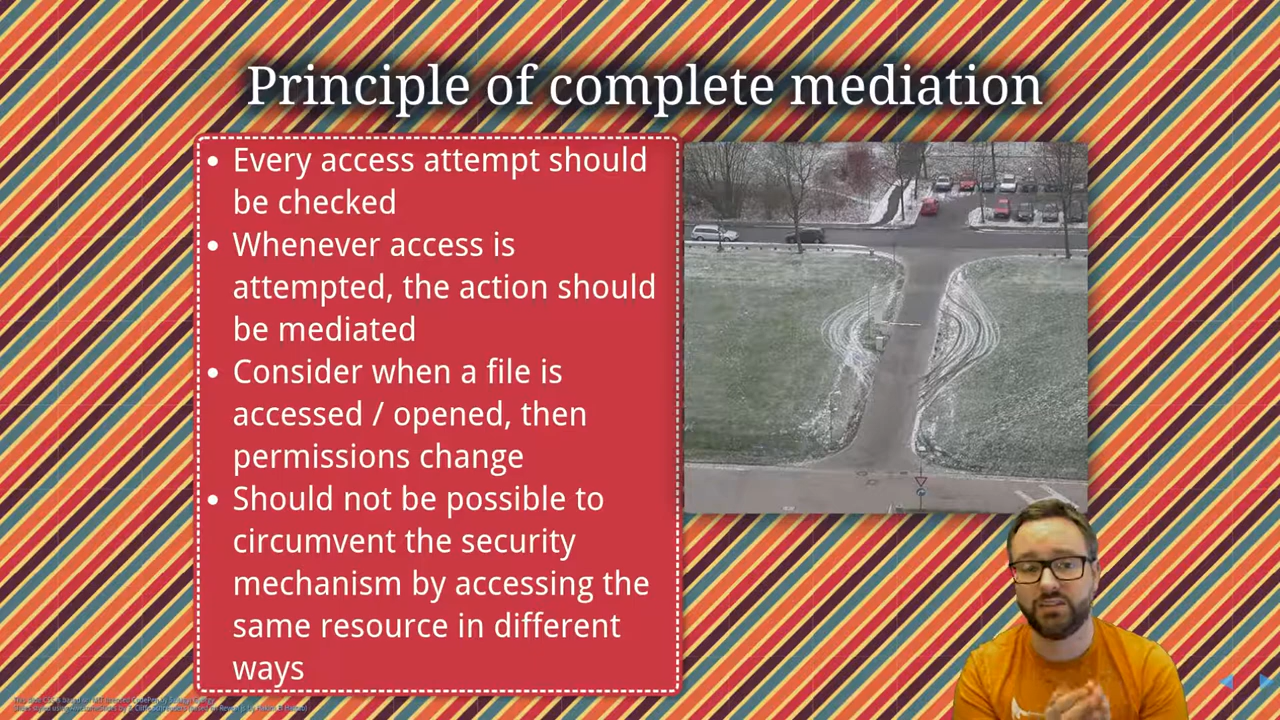 Principle of complete mediation
• Every access attempt should
be checked
• Whenever access is
attempted, the action should
be mediated
• Consider when a file is
accessed / opened, then
permissions change
• Should not be possible to
circumvent the security
mechanism by accessing the
same resource in different
ways